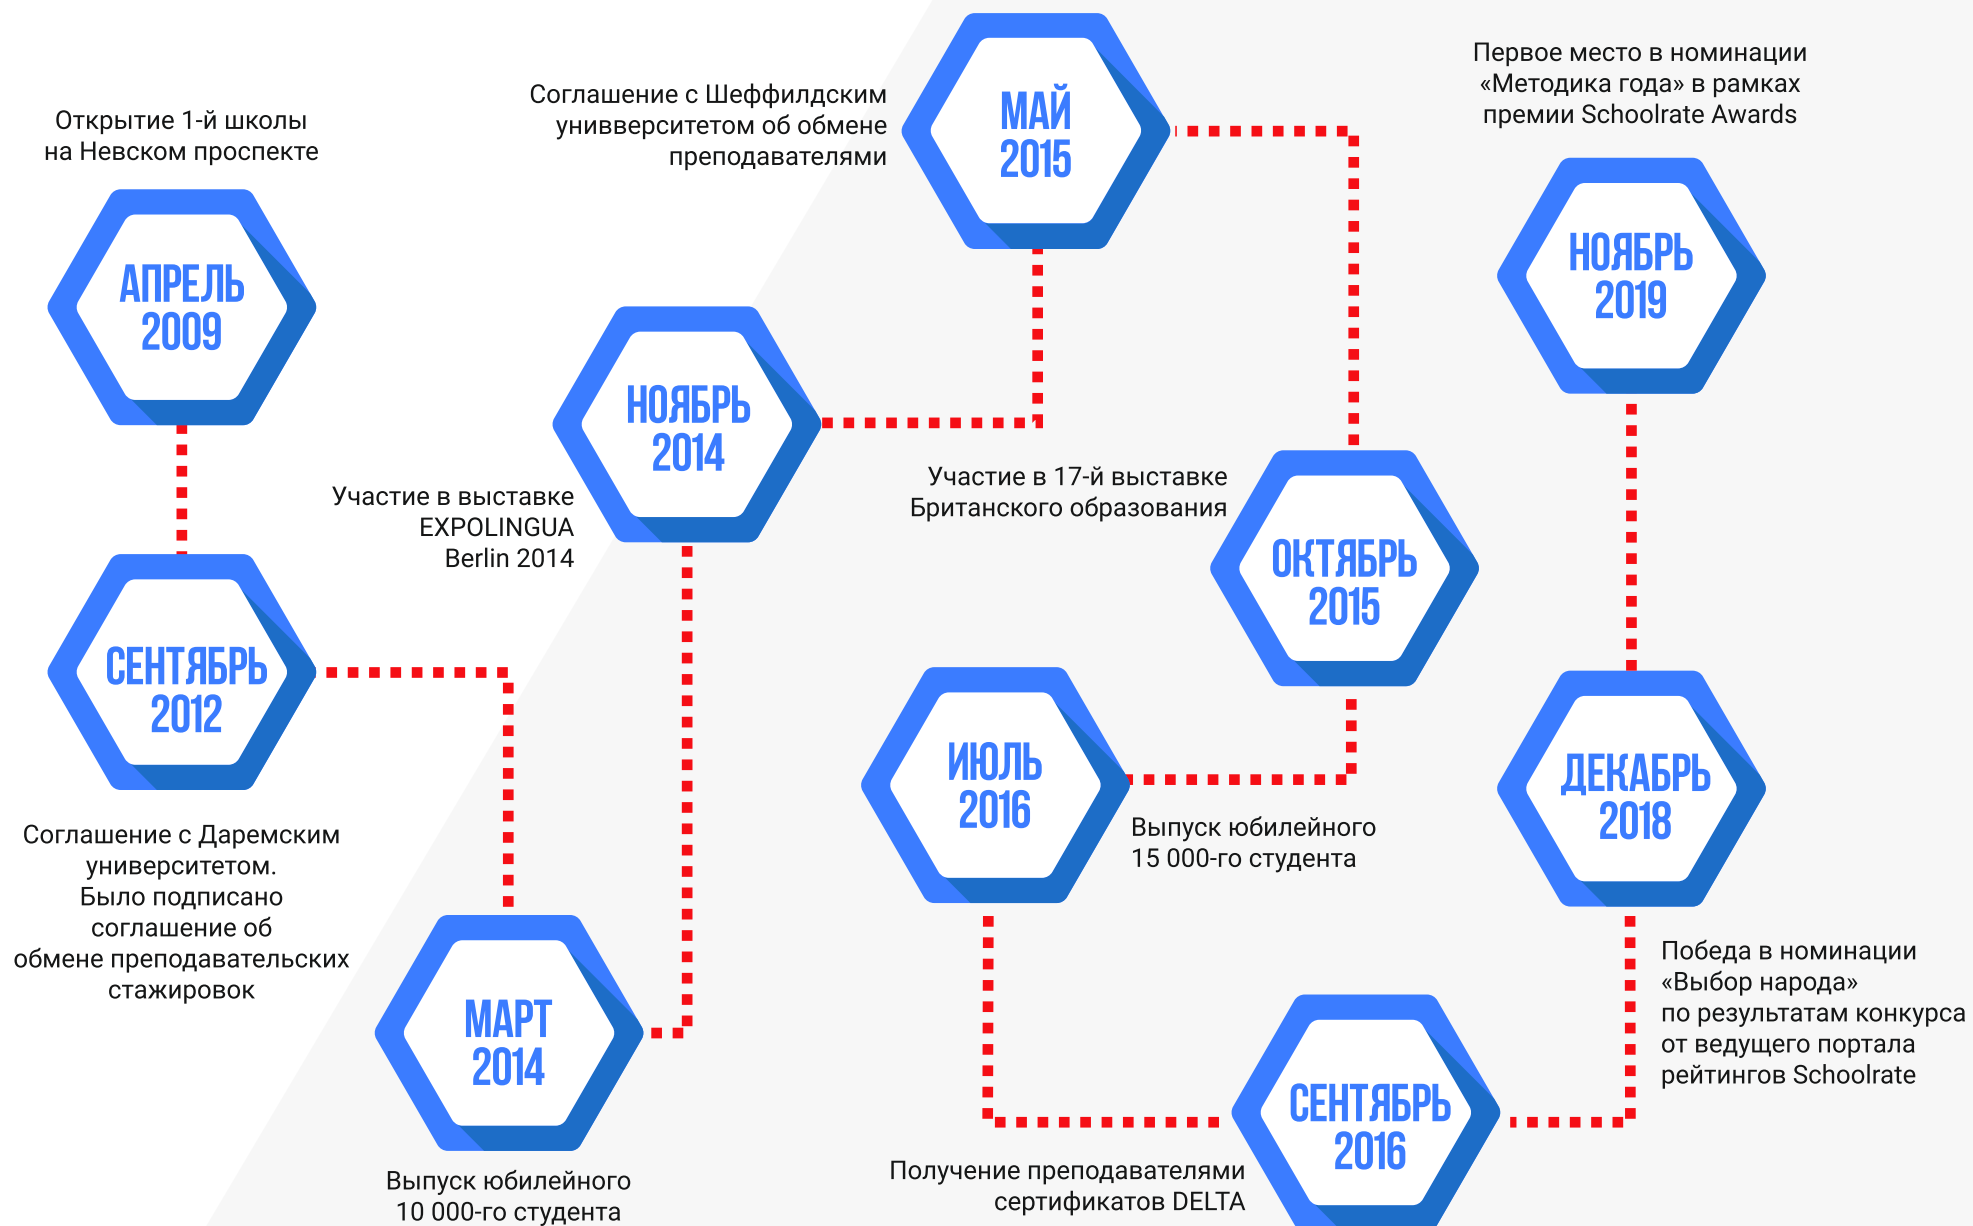 Открытие 1-й школы
на Невском проспекте
АПРЕЛЬ
2009
СЕНТЯБРЬ
2012
Соглашение с Даремским
университетом.
Было подписано
соглашение об
обмене преподавательских
стажировок
МАРТ
2014
Выпуск юбилейного
10 000-го студента
НОЯБРЬ
2014
Участие в выставке
EXPOLINGUA
Berlin 2014
Соглашение с Шеффилдским
унивверситетом об обмене
преподавателями
МАЙ
2015
Участие в 17-й выставке
Британского образования
ОКТЯБРЬ
2015
ИЮЛЬ
2016
Выпуск юбилейного
15 000-го студента
Получение преподавателями
сертификатов DELTA
СЕНТЯБРЬ
2016
ДЕКАБРЬ
2018
Победа в номинации
«Выбор народа»
по результатам конкурса
от ведущего портала
рейтингов Schoolrate
Первое место в номинации
«Методика года» в рамках
премии Schoolrate Awards
НОЯБРЬ
2019